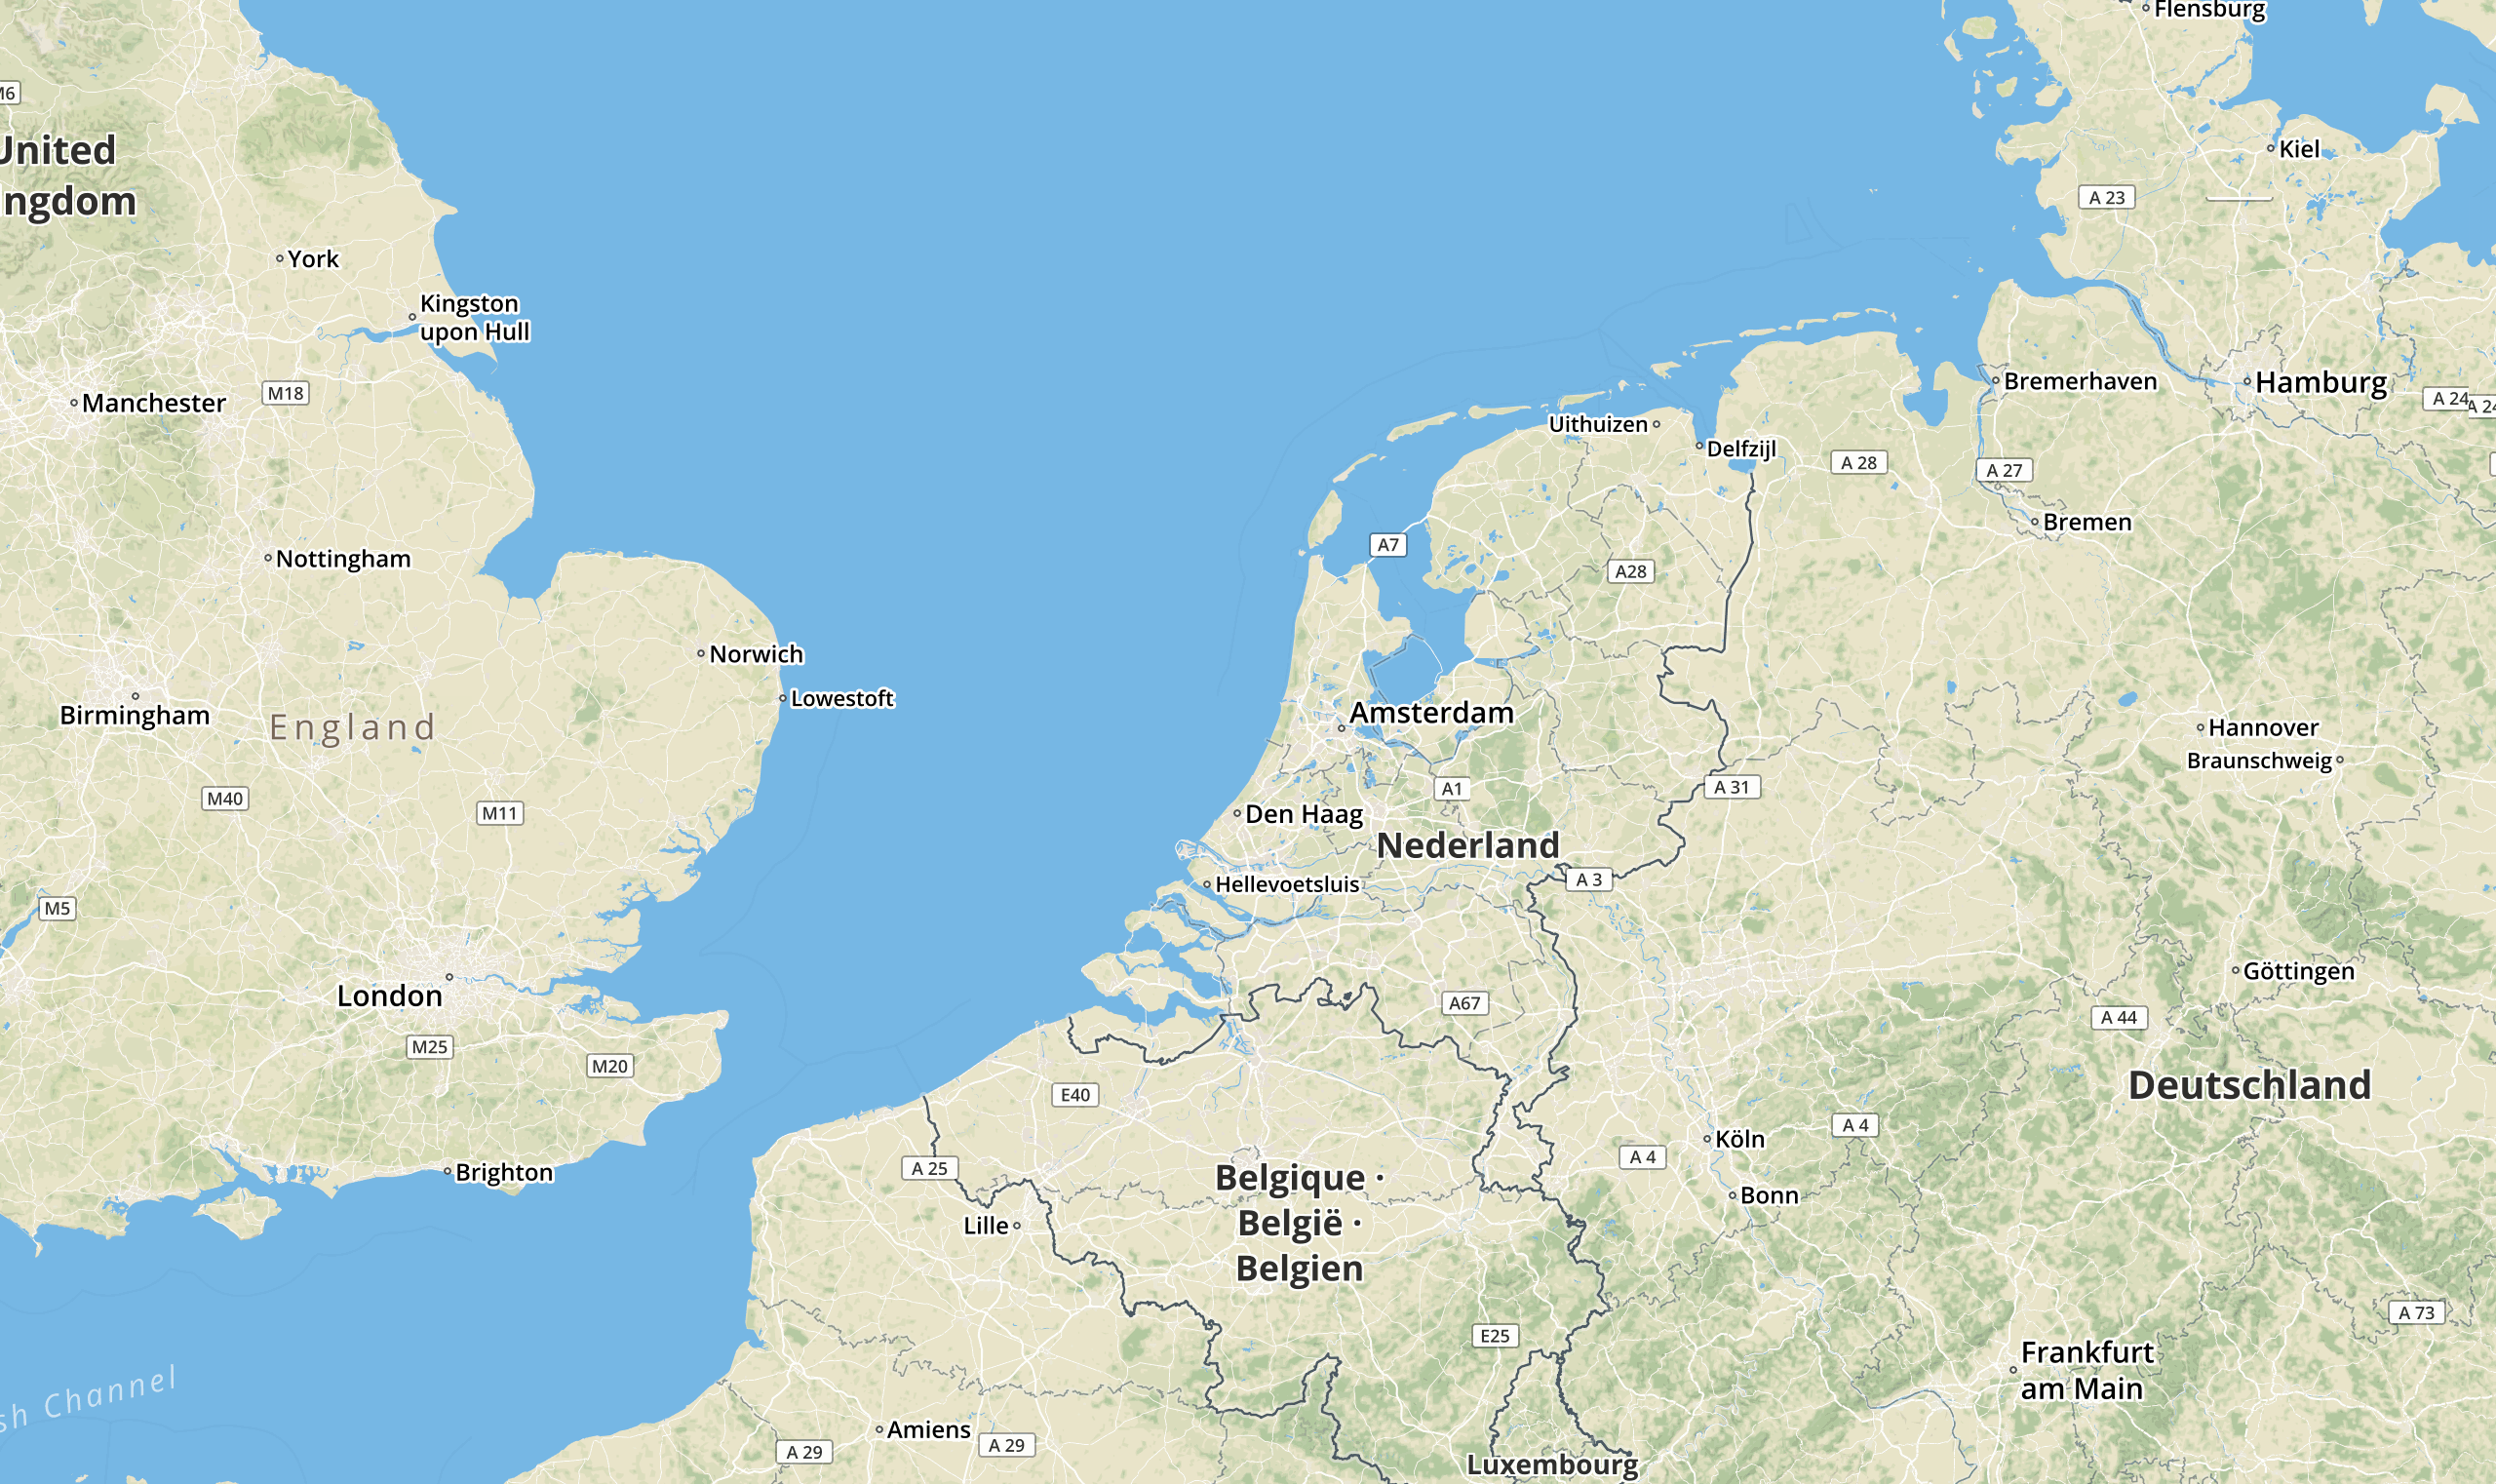 Flensburg
M6
United
ngdom
Kiel
A 23
York
Kingston
upon Hull
M18
Manchester
Bremerhaven
Hamburg
A 24
A 24
Uithuizen
Delfzijl
A 28
A 27
Bremen
A7
Nottingham
A28
Norwich
Lowestoft
Birmingham
England
Amsterdam
Hannover
Braunschweig
A1
A 31
M40
M11
Den Haag
Nederland
A 3
Hellevoetsluis
M5
London
A67
Göttingen
A 44
M25
M20
E40
Deutschland
A 4
Köln
A 4
A 25
Brighton
Belgique ·
België ·
Belgien
Bonn
Lille
A 73
E25
Frankfurt
am Main
sh Channel
Amiens
A 29
A 29
Luxembourg